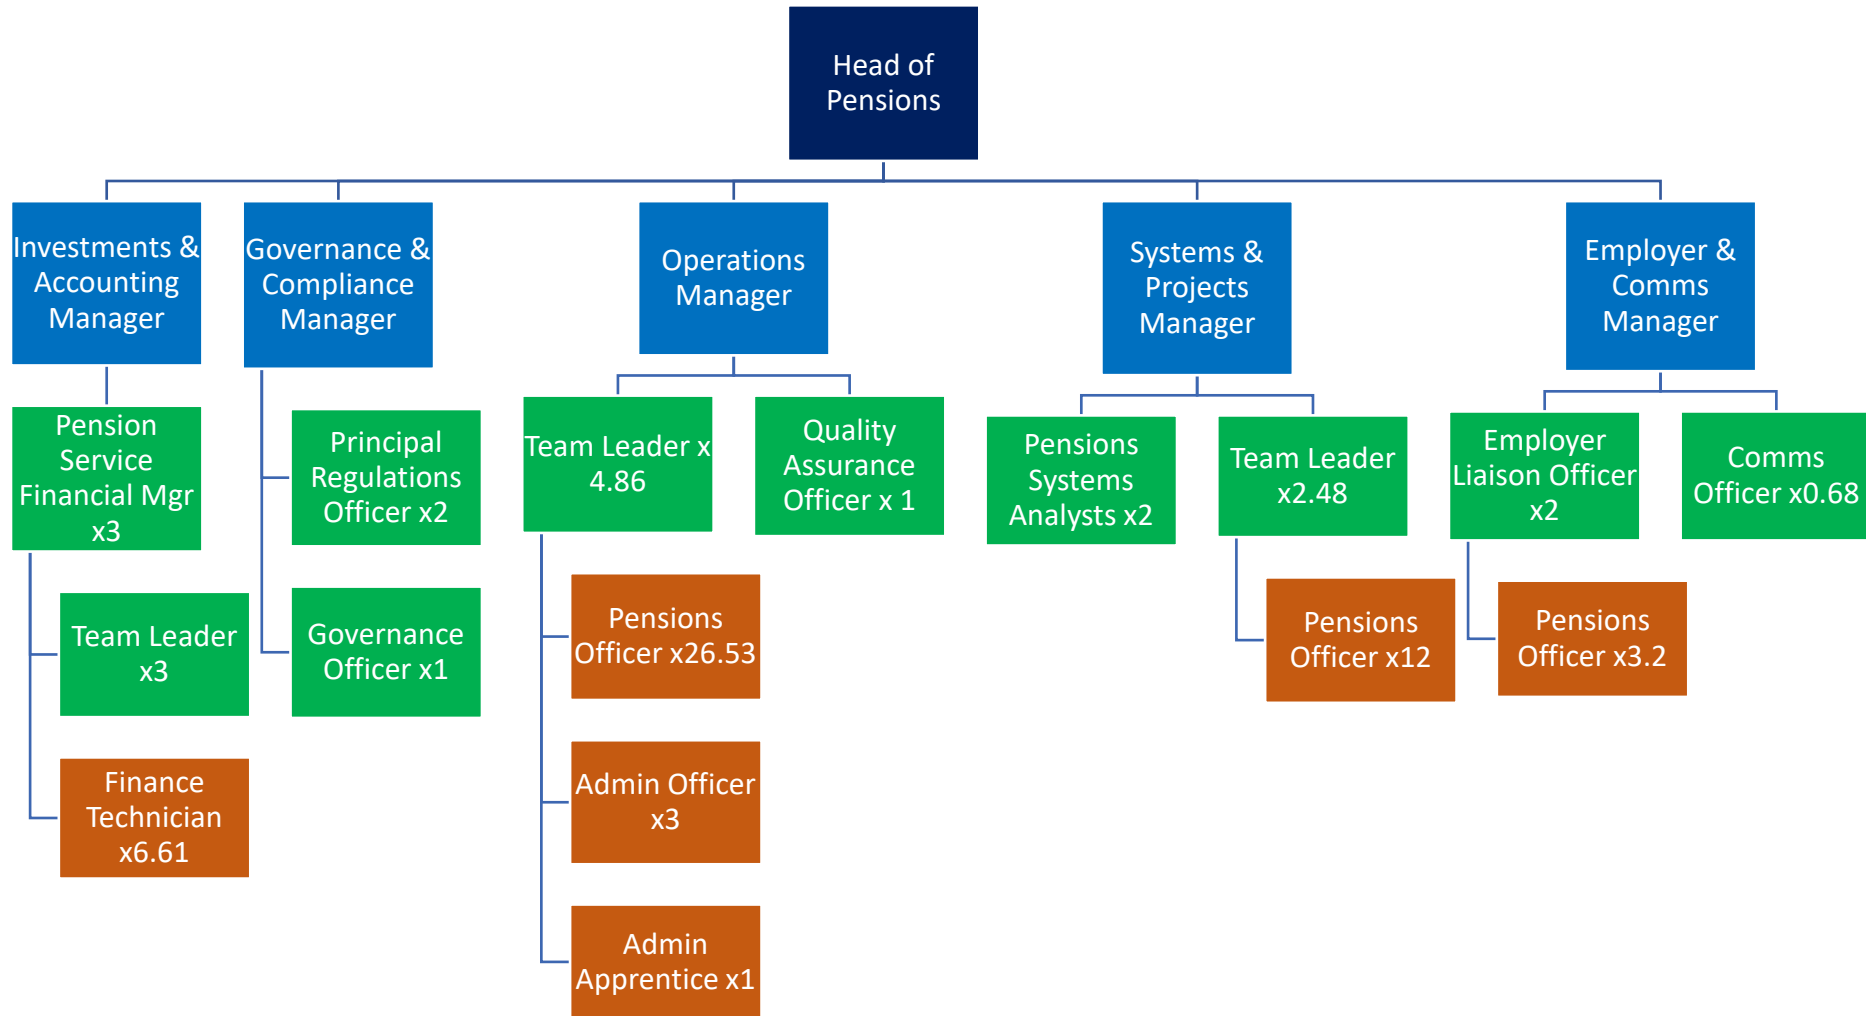 Head of
Pensions
Investments &
Accounting
Manager
Governance &
Compliance
Manager
Operations
Manager
Systems &
Projects
Manager
Employer &
Comms
Manager
Pension
Service
Financial Mgr
x3
Team Leader
x3
Finance
Technician
x6.61
Principal
Regulations
Officer x2
Governance
Officer x1
Team Leader x
4.86
Quality
Assurance
Officer x 1
Pensions
Officer x26.53
Admin Officer
x3
Admin
Apprentice x1
Pensions
Systems
Analysts x2
Team Leader
x2.48
Pensions
Officer x12
Employer
Liaison Officer
x2
Comms
Officer x0.68
Pensions
Officer x3.2